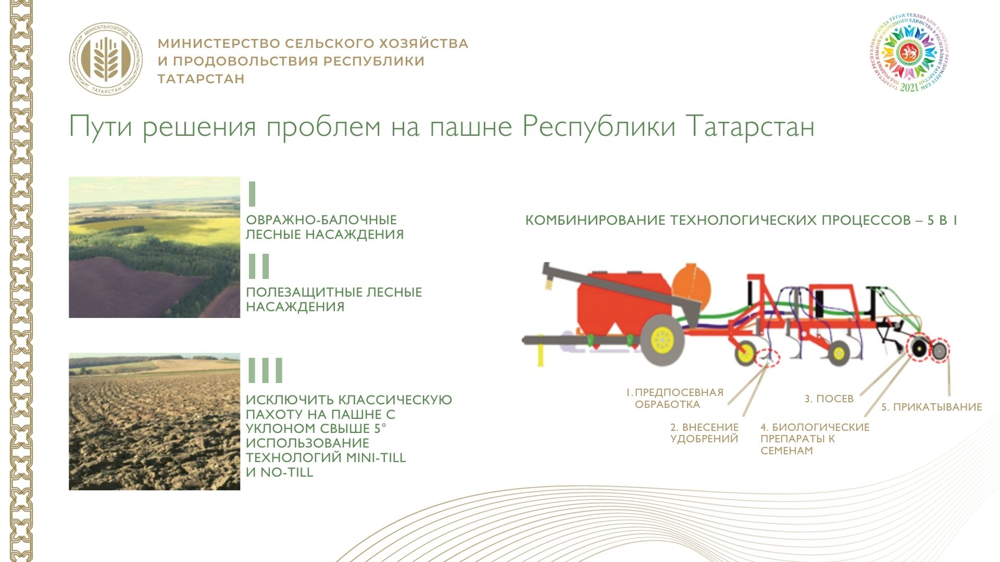 МИНСЕЛЬХОЗПРОД
ТАТАРСТАН
МИНИСТЕРСТВО СЕЛЬСКОГО ХОЗЯЙСТВА
И ПРОДОВОЛЬСТВИЯ РЕСПУБЛИКИ
ТАТАРСТАН
ТАТАРСТАН РЕСПУБЛИКАСЫНДА ТУГАН ТЕЛЛӘР ҺӘМ ХАЛЫКЛАР БЕРДӘМЛЕГЕ ЕЛЫ
ГОД РОДНЫХ ЯЗЫКОВ И НАРОДНОГО ЕДИНСТВА В РЕСПУБЛИКЕ ТАТАРСТАН
2021
Пути решения проблем на пашне Республики Татарстан
I
ОВРАЖНО-БАЛОЧНЫЕ
ЛЕСНЫЕ НАСАЖДЕНИЯ
II
ПОЛЕЗАЩИТНЫЕ ЛЕСНЫЕ
НАСАЖДЕНИЯ
III
ИСКЛЮЧИТЬ КЛАССИЧЕСКУЮ
ПАХОТУ НА ПАШНЕ С
УКЛОНОМ СВЫШЕ 5°
ИСПОЛЬЗОВАНИЕ
ТЕХНОЛОГИЙ MINI-TILL
И NO-TILL
КОМБИНИРОВАНИЕ ТЕХНОЛОГИЧЕСКИХ ПРОЦЕССОВ – 5 В 1
1. ПРЕДПОСЕВНАЯ
ОБРАБОТКА
2. ВНЕСЕНИЕ
УДОБРЕНИЙ
3. ПОСЕВ
4. БИОЛОГИЧЕСКИЕ
ПРЕПАРАТЫ К
СЕМЕНАМ
5. ПРИКАТЫВАНИЕ